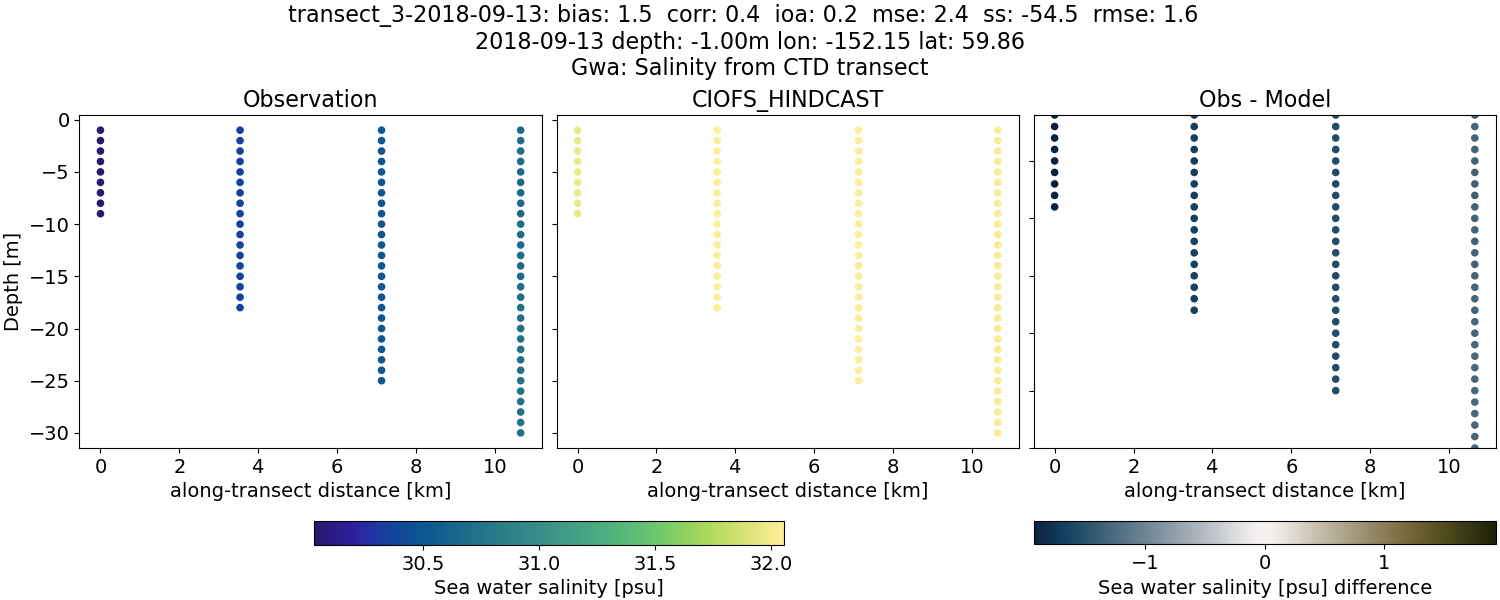 transect_3-2018-09-13: bias: 1.5  corr: 0.4  ioa: 0.2  mse: 2.4  ss: -54.5  rmse: 1.6
2018-09-13 depth: -1.00m lon: -152.15 lat: 59.86
Gwa: Salinity from CTD transect
Observation
CIOFS_HINDCAST
Obs - Model
Depth [m]
0
−5
−10
−15
−20
−25
−30
0 2 4 6 8 10
along-transect distance [km]
0 2 4 6 8 10
along-transect distance [km]
0 2 4 6 8 10
along-transect distance [km]
30.5 31.0 31.5 32.0
Sea water salinity [psu]
−1 0 1
Sea water salinity [psu] difference